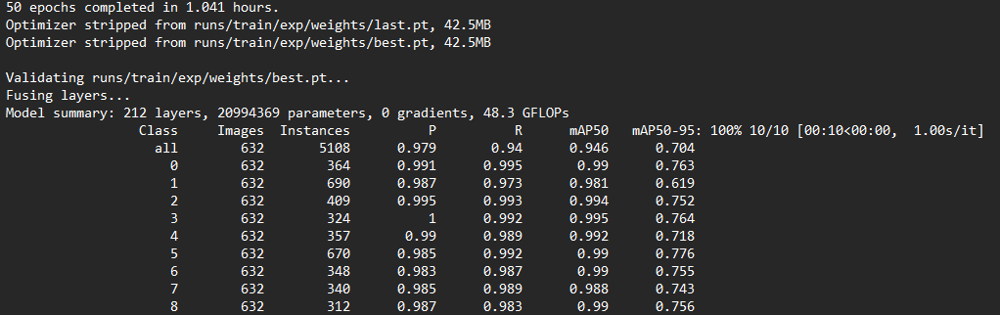 50 epochs completed in 1.041 hours.
Optimizer stripped from runs/train/exp/weights/last.pt, 42.5MB
Optimizer stripped from runs/train/exp/weights/best.pt, 42.5MB
Validating runs/train/exp/weights/best.pt...
Fusing layers...
Model summary: 212 layers, 20994369 parameters, 0 gradients, 48.3 GFLOPs
Class Images Instances P R mAP50 mAP50-95: 100% 10/10 [00:10<00:00, 1.00s/it]
all 632 5108 0.979 0.94 0.946 0.704
0 632 364 0.991 0.995 0.99 0.763
1 632 690 0.987 0.973 0.981 0.619
2 632 409 0.995 0.993 0.994 0.752
3 632 324 1 0.992 0.995 0.764
4 632 357 0.99 0.989 0.992 0.718
5 632 670 0.985 0.992 0.99 0.776
6 632 348 0.983 0.987 0.99 0.755
7 632 340 0.985 0.989 0.988 0.743
8 632 312 0.987 0.983 0.99 0.756